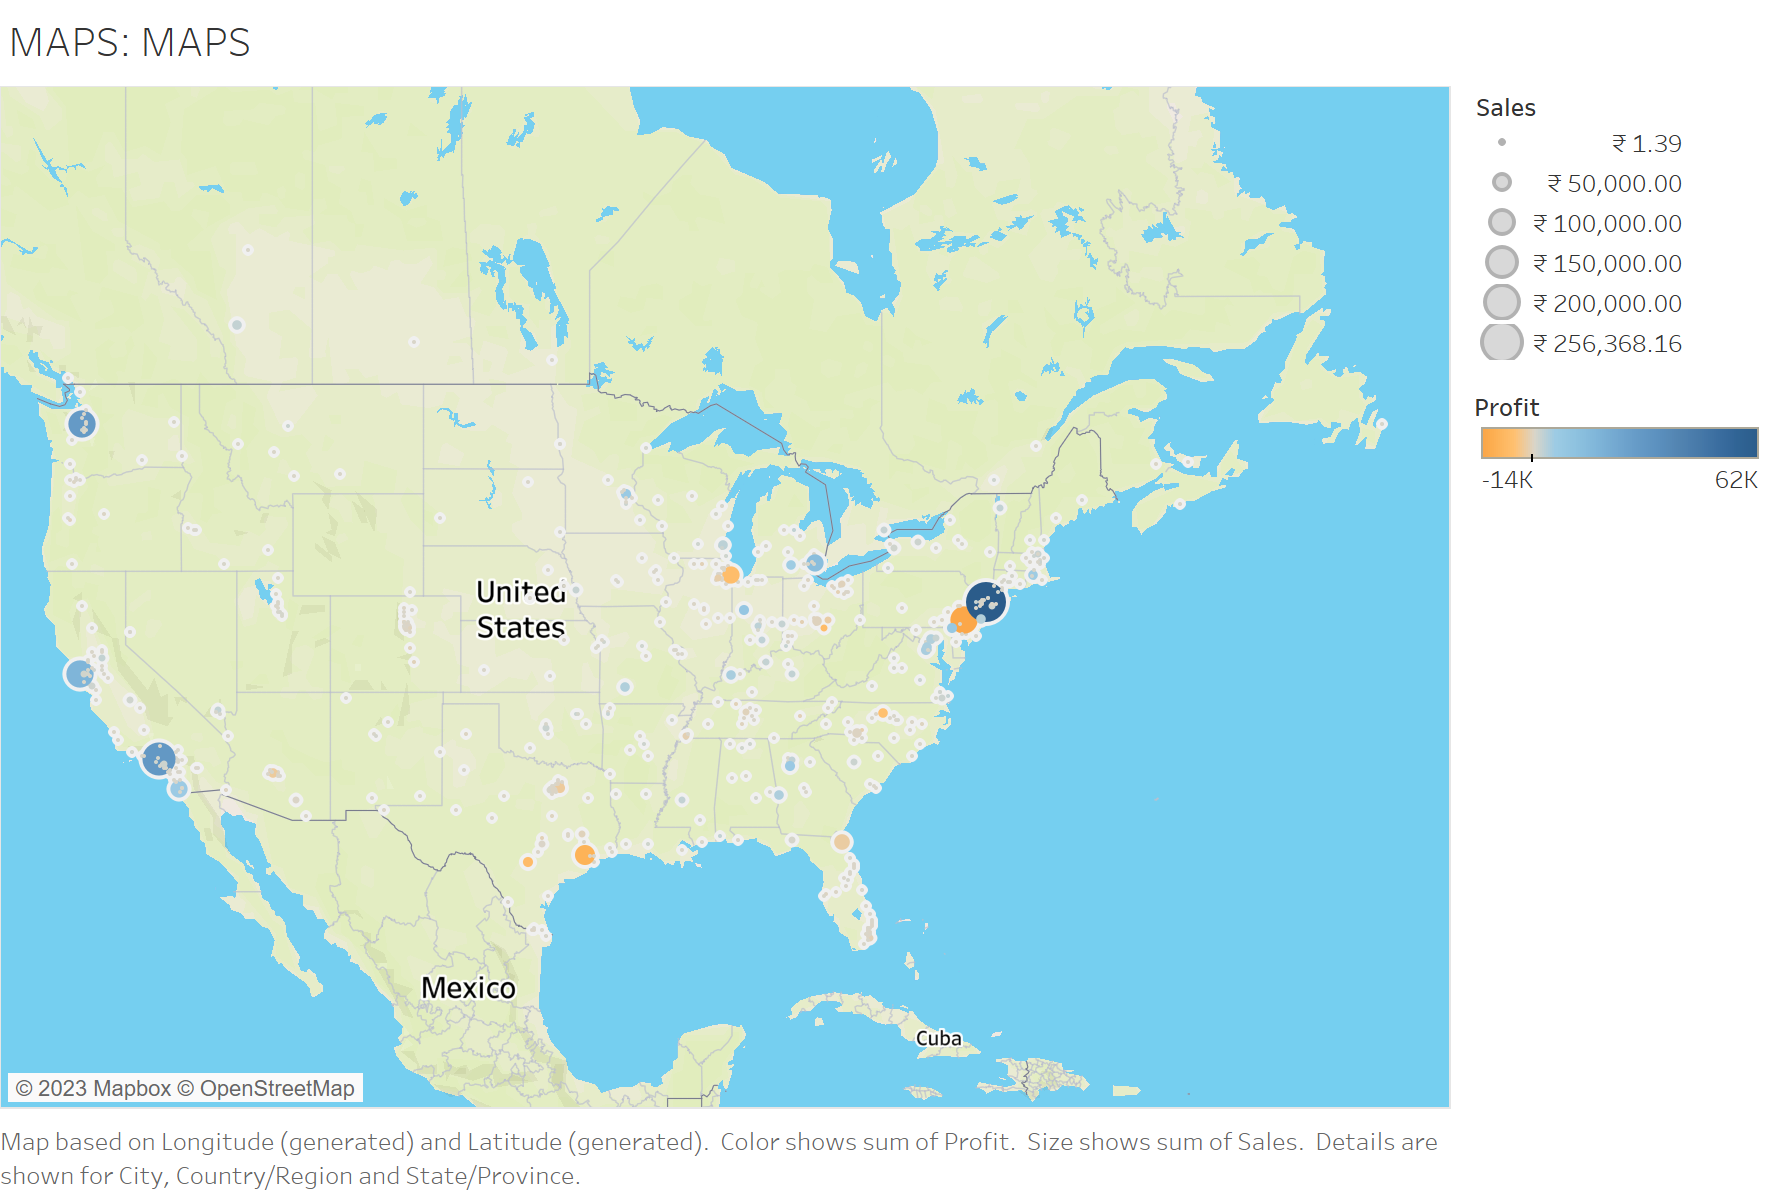 MAPS: MAPS
Sales
₹ 1.39
₹ 50,000.00
₹ 100,000.00
₹ 150,000.00
₹ 200,000.00
₹ 256,368.16
Profit
-14K 62K
United
States
Mexico
Cuba
© 2023 Mapbox © OpenStreetMap
Map based on Longitude (generated) and Latitude (generated). Color shows sum of Profit. Size shows sum of Sales. Details are
shown for City, Country/Region and State/Province.